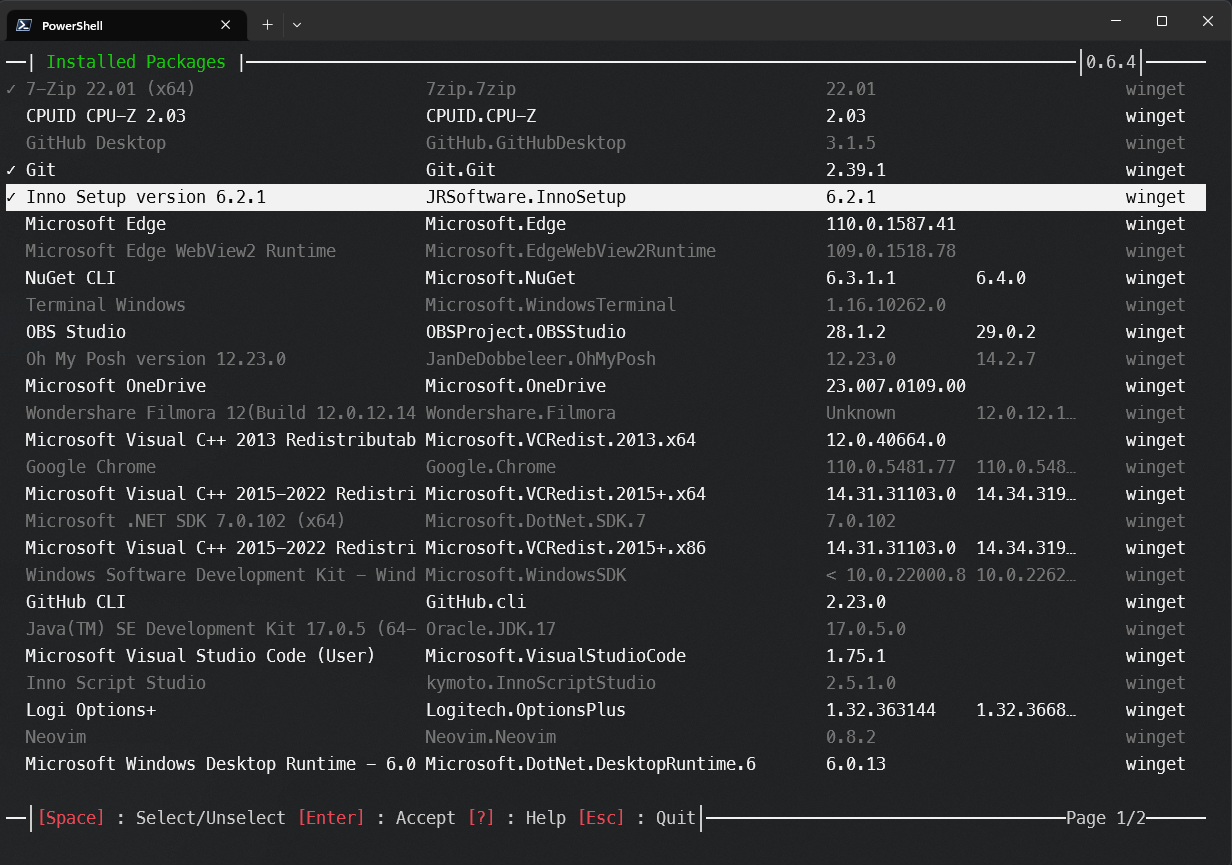 PowerShell
Installed Packages 0.6.4
✓ 7-Zip 22.01 (x64) 7zip.7zip 22.01 winget
CPUID CPU-Z 2.03 CPUID.CPU-Z 2.03 winget
GitHub Desktop GitHub.GitHubDesktop 3.1.5 winget
✓ Git Git.Git 2.39.1 winget
✓ Inno Setup version 6.2.1 JRSoftware.InnoSetup 6.2.1 winget
Microsoft Edge Microsoft.Edge 110.0.1587.41 winget
Microsoft Edge WebView2 Runtime Microsoft.EdgeWebView2Runtime 109.0.1518.78 winget
NuGet CLI Microsoft.NuGet 6.3.1.1 6.4.0 winget
Terminal Windows Microsoft.WindowsTerminal 1.16.10262.0 winget
OBS Studio OBSProject.OBSStudio 28.1.2 29.0.2 winget
Oh My Posh version 12.23.0 JanDeDobbeleer.OhMyPosh 12.23.0 14.2.7 winget
Microsoft OneDrive Microsoft.OneDrive 23.007.0109.00 winget
Wondershare Filmora 12(Build 12.0.12.14 Wondershare.Filmora Unknown 12.0.12.1… winget
Microsoft Visual C++ 2013 Redistributab Microsoft.VCRedist.2013.x64 12.0.40664.0 winget
Google Chrome Google.Chrome 110.0.5481.77 110.0.548… winget
Microsoft Visual C++ 2015-2022 Redistri Microsoft.VCRedist.2015+.x64 14.31.31103.0 14.34.319… winget
Microsoft .NET SDK 7.0.102 (x64) Microsoft.DotNet.SDK.7 7.0.102 winget
Microsoft Visual C++ 2015-2022 Redistri Microsoft.VCRedist.2015+.x86 14.31.31103.0 14.34.319… winget
Windows Software Development Kit - Wind Microsoft.WindowsSDK < 10.0.22000.8 10.0.2262… winget
GitHub CLI GitHub.cli 2.23.0 winget
Java(TM) SE Development Kit 17.0.5 (64- Oracle.JDK.17 17.0.5.0 winget
Microsoft Visual Studio Code (User) Microsoft.VisualStudioCode 1.75.1 winget
Inno Script Studio kymoto.InnoScriptStudio 2.5.1.0 winget
Logi Options+ Logitech.OptionsPlus 1.32.363144 1.32.3668… winget
Neovim Neovim.Neovim 0.8.2 winget
Microsoft Windows Desktop Runtime - 6.0 Microsoft.DotNet.DesktopRuntime.6 6.0.13 winget
[Space] : Select/Unselect [Enter] : Accept [?] : Help [Esc] : Quit Page 1/2